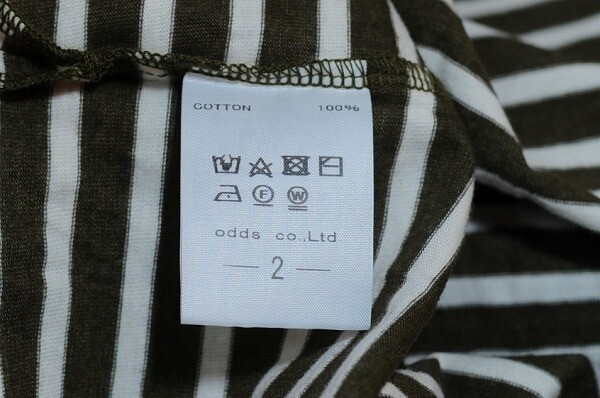 COTTON 100%
F W
odds co.,Ltd
— 2 —